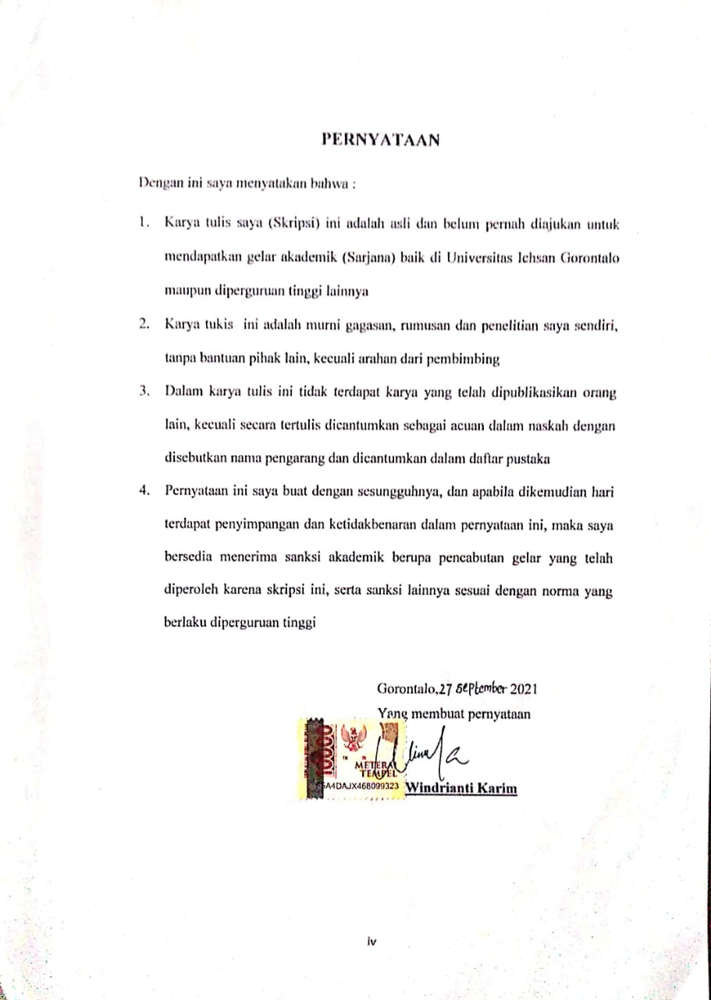 PERNYATAAN
Dengan ini saya menyatakan bahwa :
1. Karya tulis saya (Skripsi) ini adalah asli dan belum pernah diajukan untuk
mendapatkan gelar akademik (Sarjana) baik di Universitas Ichsan Gorontalo
maupun diperguruan tinggi lainnya
2. Karya tukis ini adalah murni gagasan, rumusan dan penelitian saya sendiri,
tanpa bantuan pihak lain, kecuali arahan dari pembimbing
3. Dalam karya tulis ini tidak terdapat karya yang telah dipublikasikan orang
lain, kecuali secara tertulis dicantumkan sebagai acuan dalam naskah dengan
disebutkan nama pengarang dan dicantumkan dalam daftar pustaka
4. Pernyataan ini saya buat dengan sesungguhnya, dan apabila dikemudian hari
terdapat penyimpangan dan ketidakbenaran dalam pernyataan ini, maka saya
bersedia menerima sanksi akademik berupa pencabutan gelar yang telah
diperoleh karena skripsi ini, serta sanksi lainnya sesuai dengan norma yang
berlaku diperguruan tinggi
Gorontalo,27 September 2021
Yang membuat pernyataan
10000
METERAI
TEMPEL
A4DAJX468099323
Windrianti Karim
iv